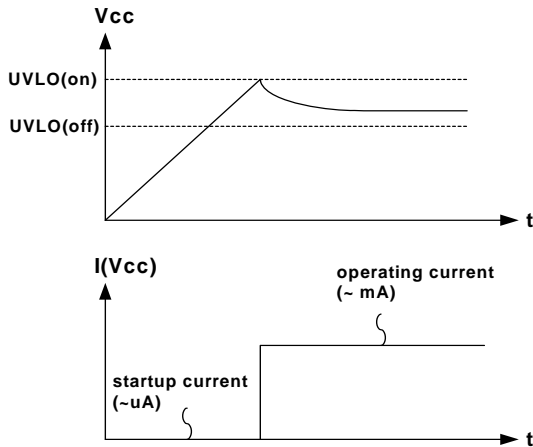 Vcc
UVLO(on)
UVLO(off)
t
I(Vcc)
operating current
(~ mA)
startup current
(~uA)
t